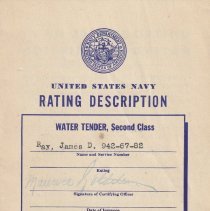 UNITED STATES NAVY
RATING DESCRIPTION
WATER TENDER, Second Class
Ray, James D. 942-67-82
Name and Service Number
Rating
Signature of Certifying Officer
Date of Issuance